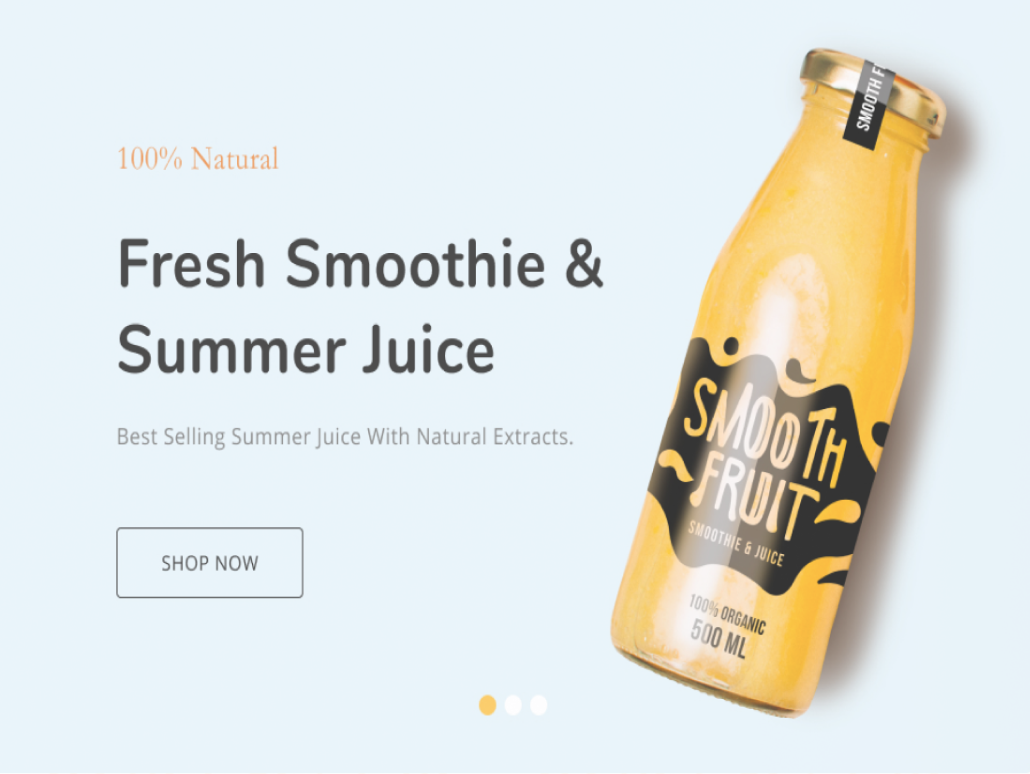 100% Natural
Fresh Smoothie &
Summer Juice
Best Selling Summer Juice With Natural Extracts.
SHOP NOW
SMOOTH F
SMOOTH
FRUIT
SMOOTHIE & JUICE
100% ORGANIC
500 ML